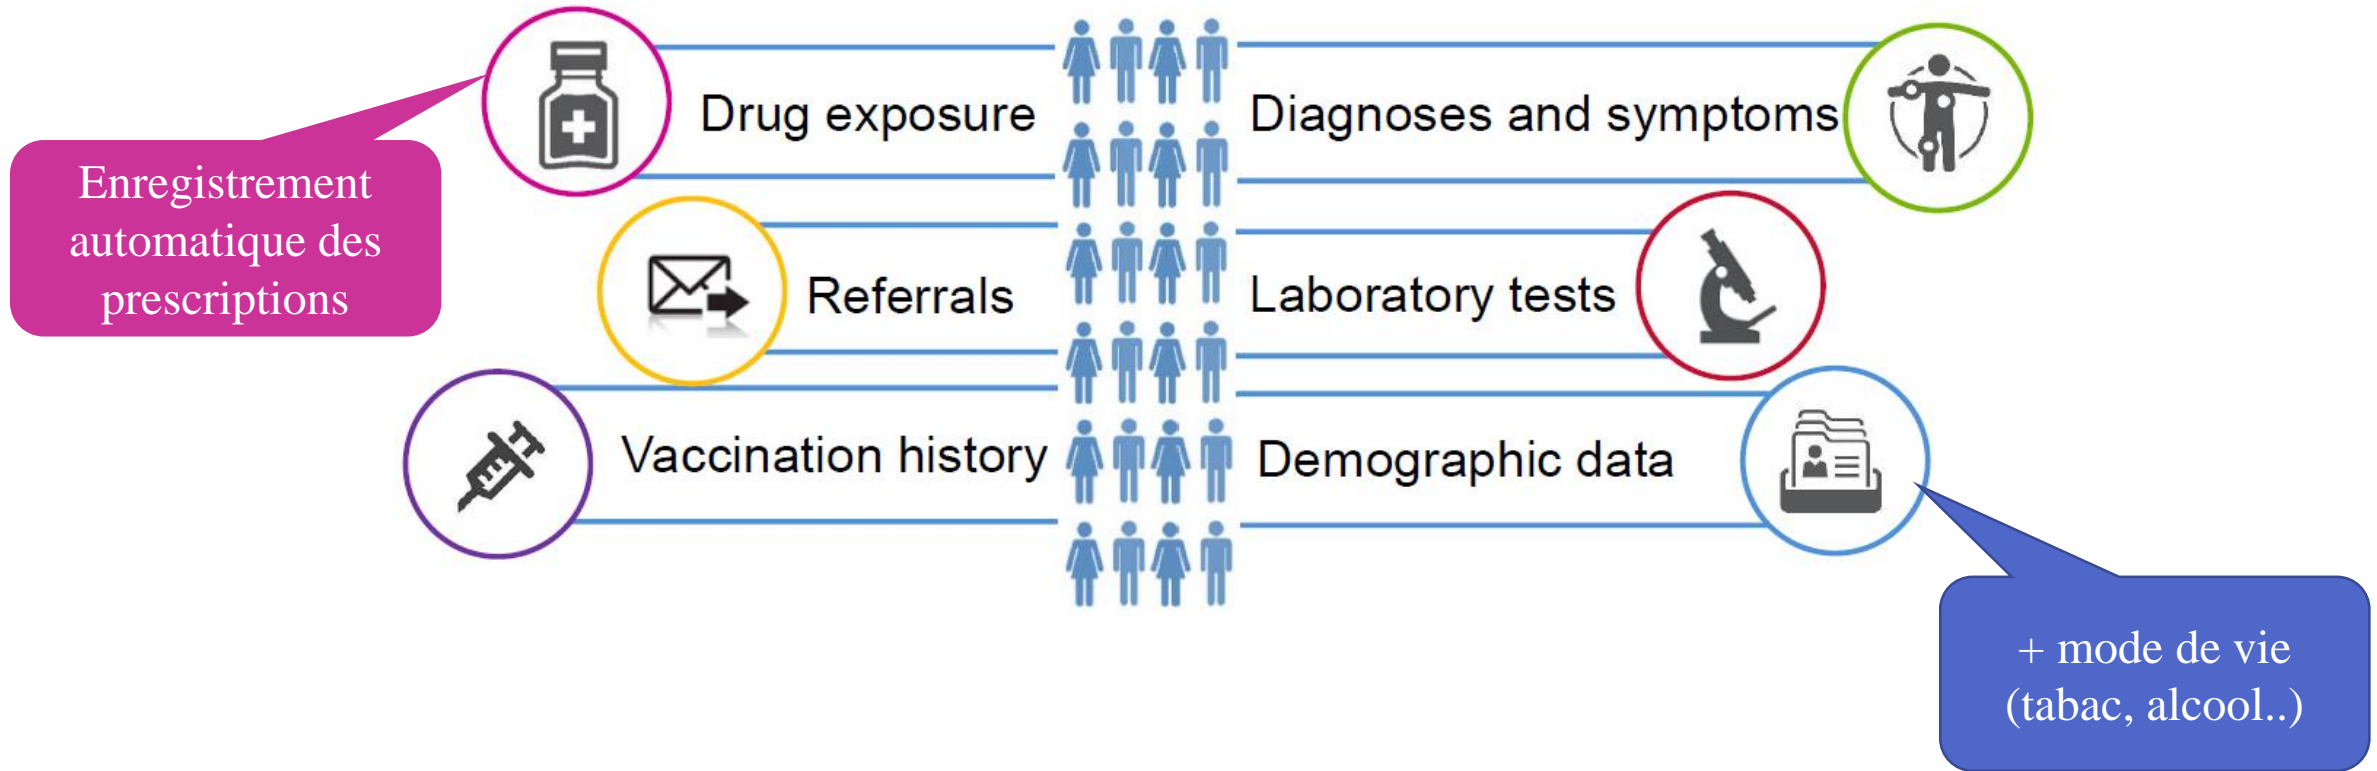 Drug exposure
Diagnoses and symptoms
Enregistrement
automatique des
prescriptions
Referrals
Laboratory tests
Vaccination history
Demographic data
+ mode de vie
(tabac, alcool..)